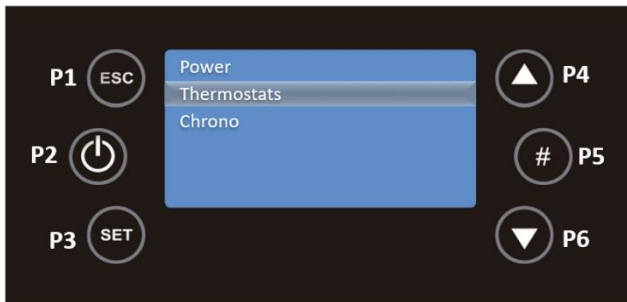 P1 ESC
Power
Thermostats
Chrono
P4
P2
# P5
P3 SET
P6